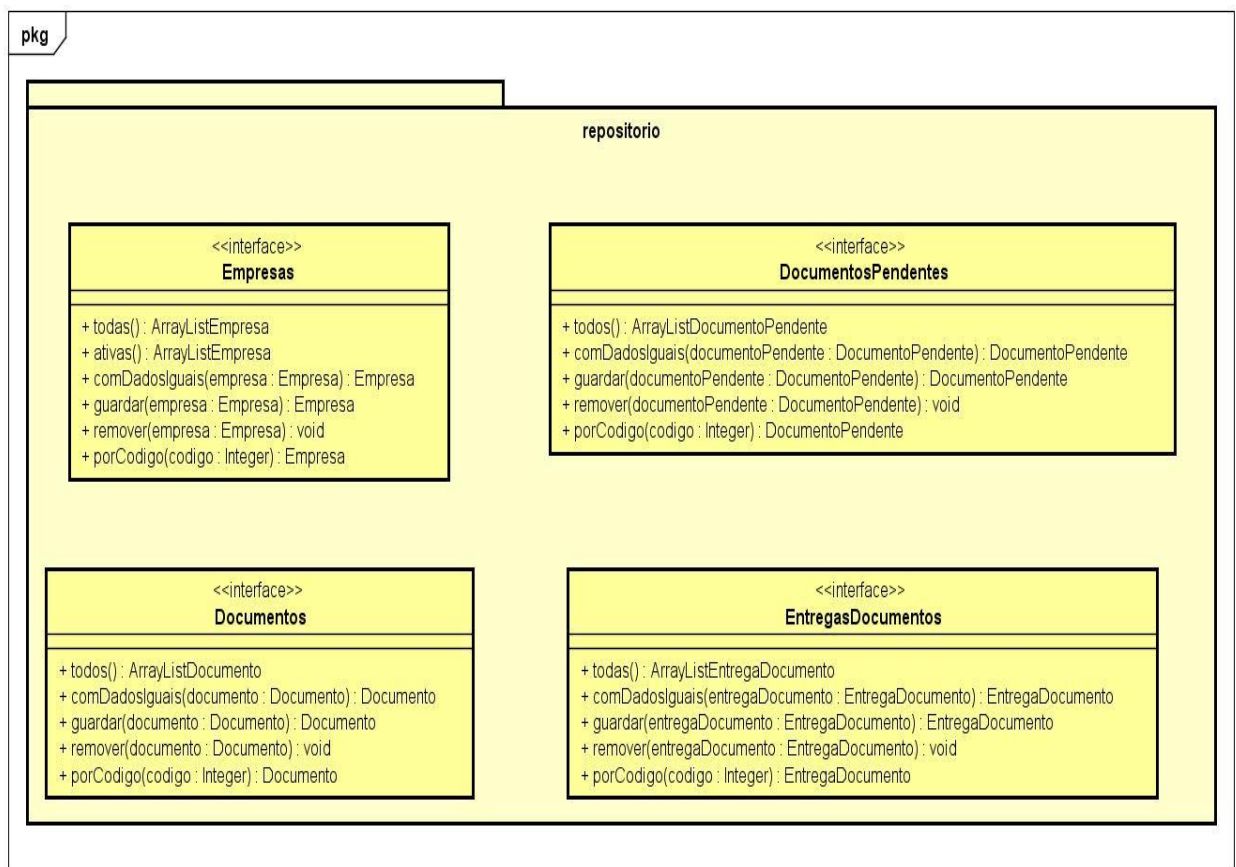 pkg
repositorio
<<interface>>
Empresas
+ todas() : ArrayListEmpresa
+ ativas() : ArrayListEmpresa
+ comDadosIguais(empresa : Empresa) : Empresa
+ guardar(empresa : Empresa) : Empresa
+ remover(empresa : Empresa) : void
+ porCodigo(codigo : Integer) : Empresa
<<interface>>
DocumentosPendentes
+ todos() : ArrayListDocumentoPendente
+ comDadosIguais(documentoPendente : DocumentoPendente) : DocumentoPendente
+ guardar(documentoPendente : DocumentoPendente) : DocumentoPendente
+ remover(documentoPendente : DocumentoPendente) : void
+ porCodigo(codigo : Integer) : DocumentoPendente
<<interface>>
Documentos
+ todos() : ArrayListDocumento
+ comDadosIguais(documento : Documento) : Documento
+ guardar(documento : Documento) : Documento
+ remover(documento : Documento) : void
+ porCodigo(codigo : Integer) : Documento
<<interface>>
EntregasDocumentos
+ todas() : ArrayListEntregaDocumento
+ comDadosIguais(entregaDocumento : EntregaDocumento) : EntregaDocumento
+ guardar(entregaDocumento : EntregaDocumento) : EntregaDocumento
+ remover(entregaDocumento : EntregaDocumento) : void
+ porCodigo(codigo : Integer) : EntregaDocumento